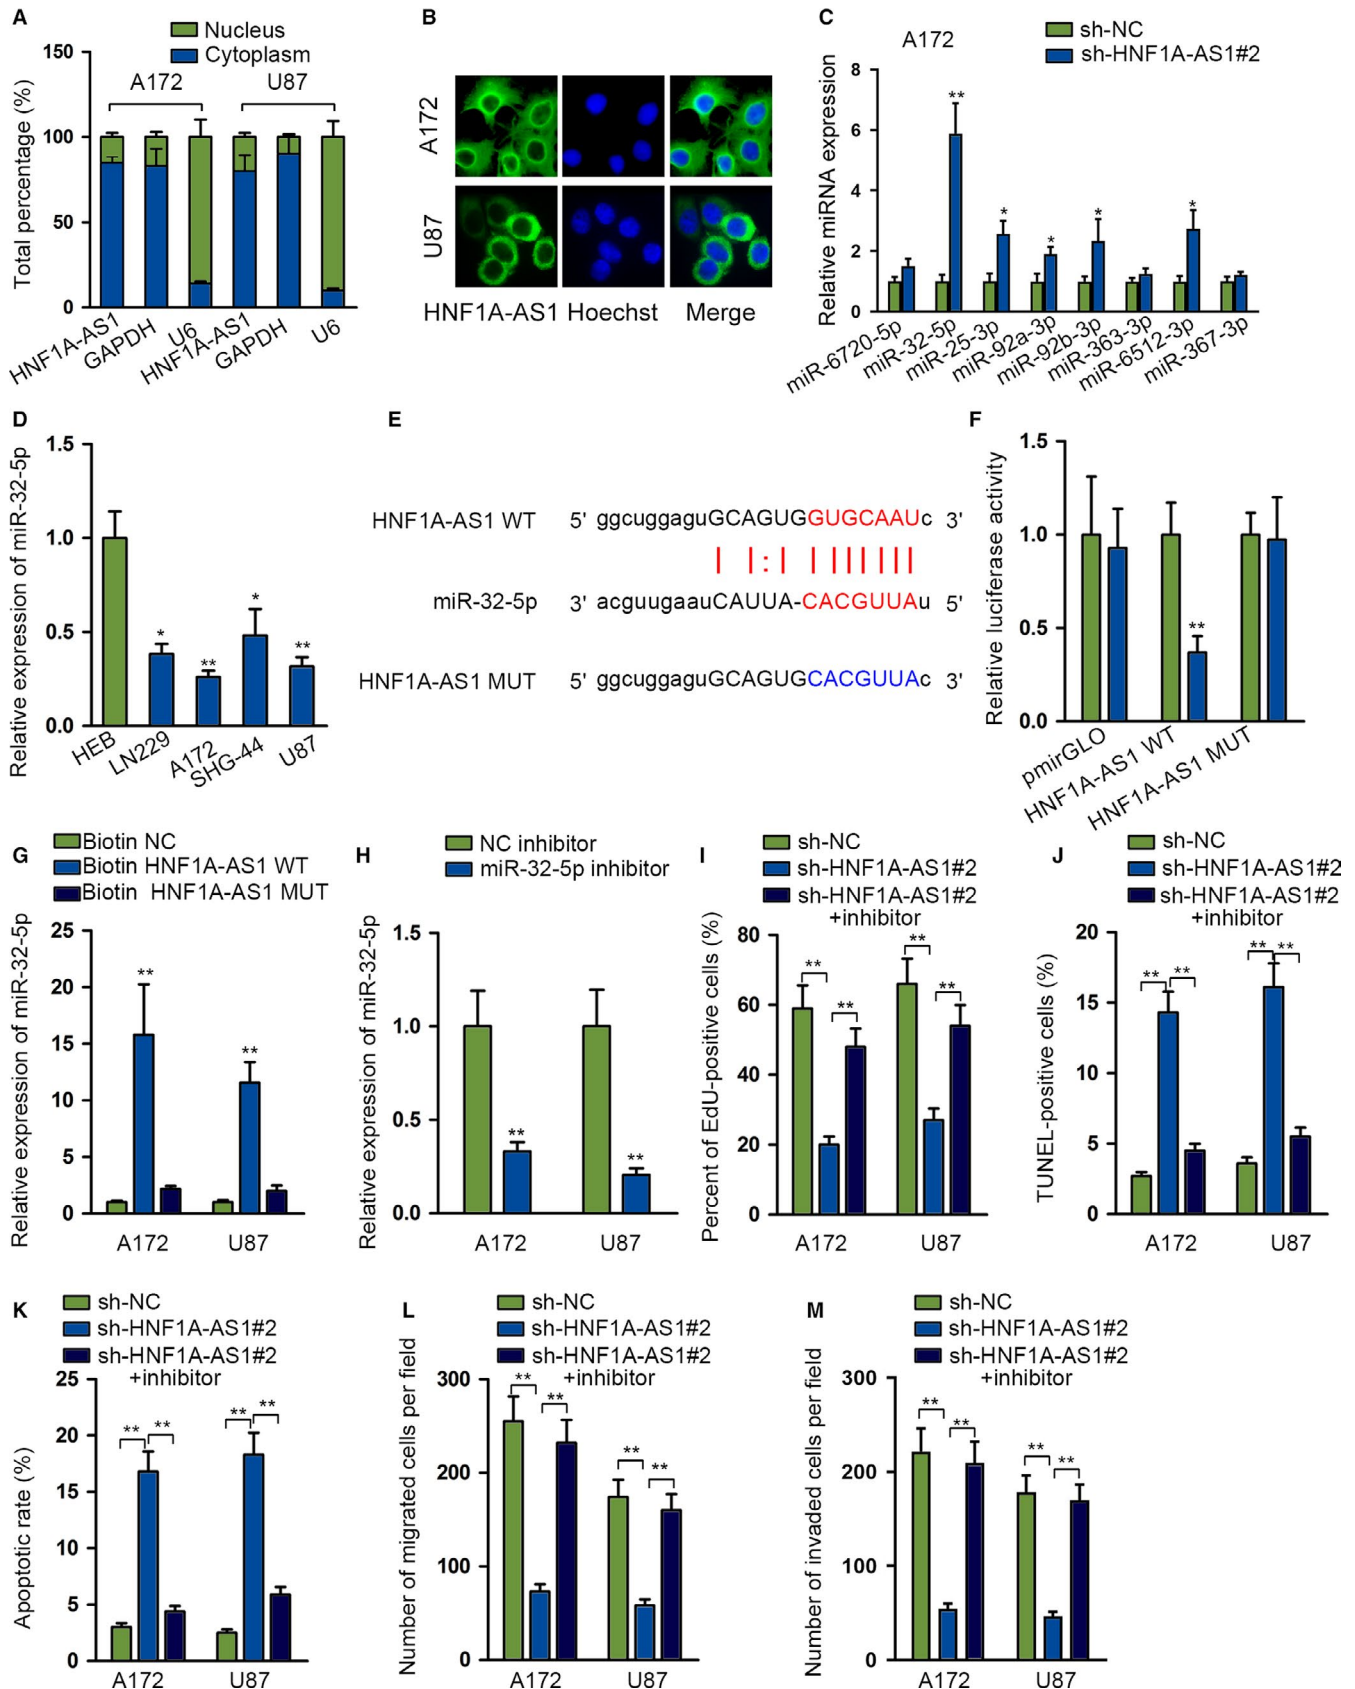 A
Nucleus
Cytoplasm
Total percentage (%)
150
100
50
0
A172
U87
HNF1A-AS1
GAPDH
U6
HNF1A-AS1
GAPDH
U6
B
A172
U87
HNF1A-AS1 Hoechst Merge
C
sh-NC
sh-HNF1A-AS1#2
A172
Relative miRNA expression
8
6
4
2
0
**
*
*
*
*
miR-6720-5p
miR-32-5p
miR-25-3p
miR-92a-3p
miR-92b-3p
miR-363-3p
miR-6512-3p
miR-367-3p
D
Relative expression of miR-32-5p
1.5
1.0
0.5
0.0
*
**
*
**
HEB
LN229
A172
SHG-44
U87
E
HNF1A-AS1 WT 5' ggcuggaguGCAGUGGUGCAAUc 3'
miR-32-5p 3' acguugaauCAUUA-CACGUUAu 5'
HNF1A-AS1 MUT 5' ggcuggaguGCAGUGCACGUUAc 3'
F
Relative luciferase activity
1.5
1.0
0.5
0.0
**
pmirGLO
HNF1A-AS1 WT
HNF1A-AS1 MUT
G
Biotin NC
Biotin HNF1A-AS1 WT
Biotin HNF1A-AS1 MUT
Relative expression of miR-32-5p
25
20
15
10
5
0
**
**
A172 U87
H
NC inhibitor
miR-32-5p inhibitor
Relative expression of miR-32-5p
1.5
1.0
0.5
0.0
**
**
A172 U87
I
sh-NC
sh-HNF1A-AS1#2
sh-HNF1A-AS1#2
+inhibitor
Percent of EdU-positive cells (%)
80
60
40
20
0
**
**
**
**
A172 U87
J
sh-NC
sh-HNF1A-AS1#2
sh-HNF1A-AS1#2
+inhibitor
TUNEL-positive cells (%)
20
15
10
5
0
**
**
**
**
A172 U87
K
sh-NC
sh-HNF1A-AS1#2
sh-HNF1A-AS1#2
+inhibitor
Apoptotic rate (%)
25
20
15
10
5
0
**
**
**
**
A172 U87
L
sh-NC
sh-HNF1A-AS1#2
sh-HNF1A-AS1#2
+inhibitor
Number of migrated cells per field
300
200
100
0
**
**
**
**
A172 U87
M
sh-NC
sh-HNF1A-AS1#2
sh-HNF1A-AS1#2
+inhibitor
Number of invaded cells per field
300
200
100
0
**
**
**
**
A172 U87